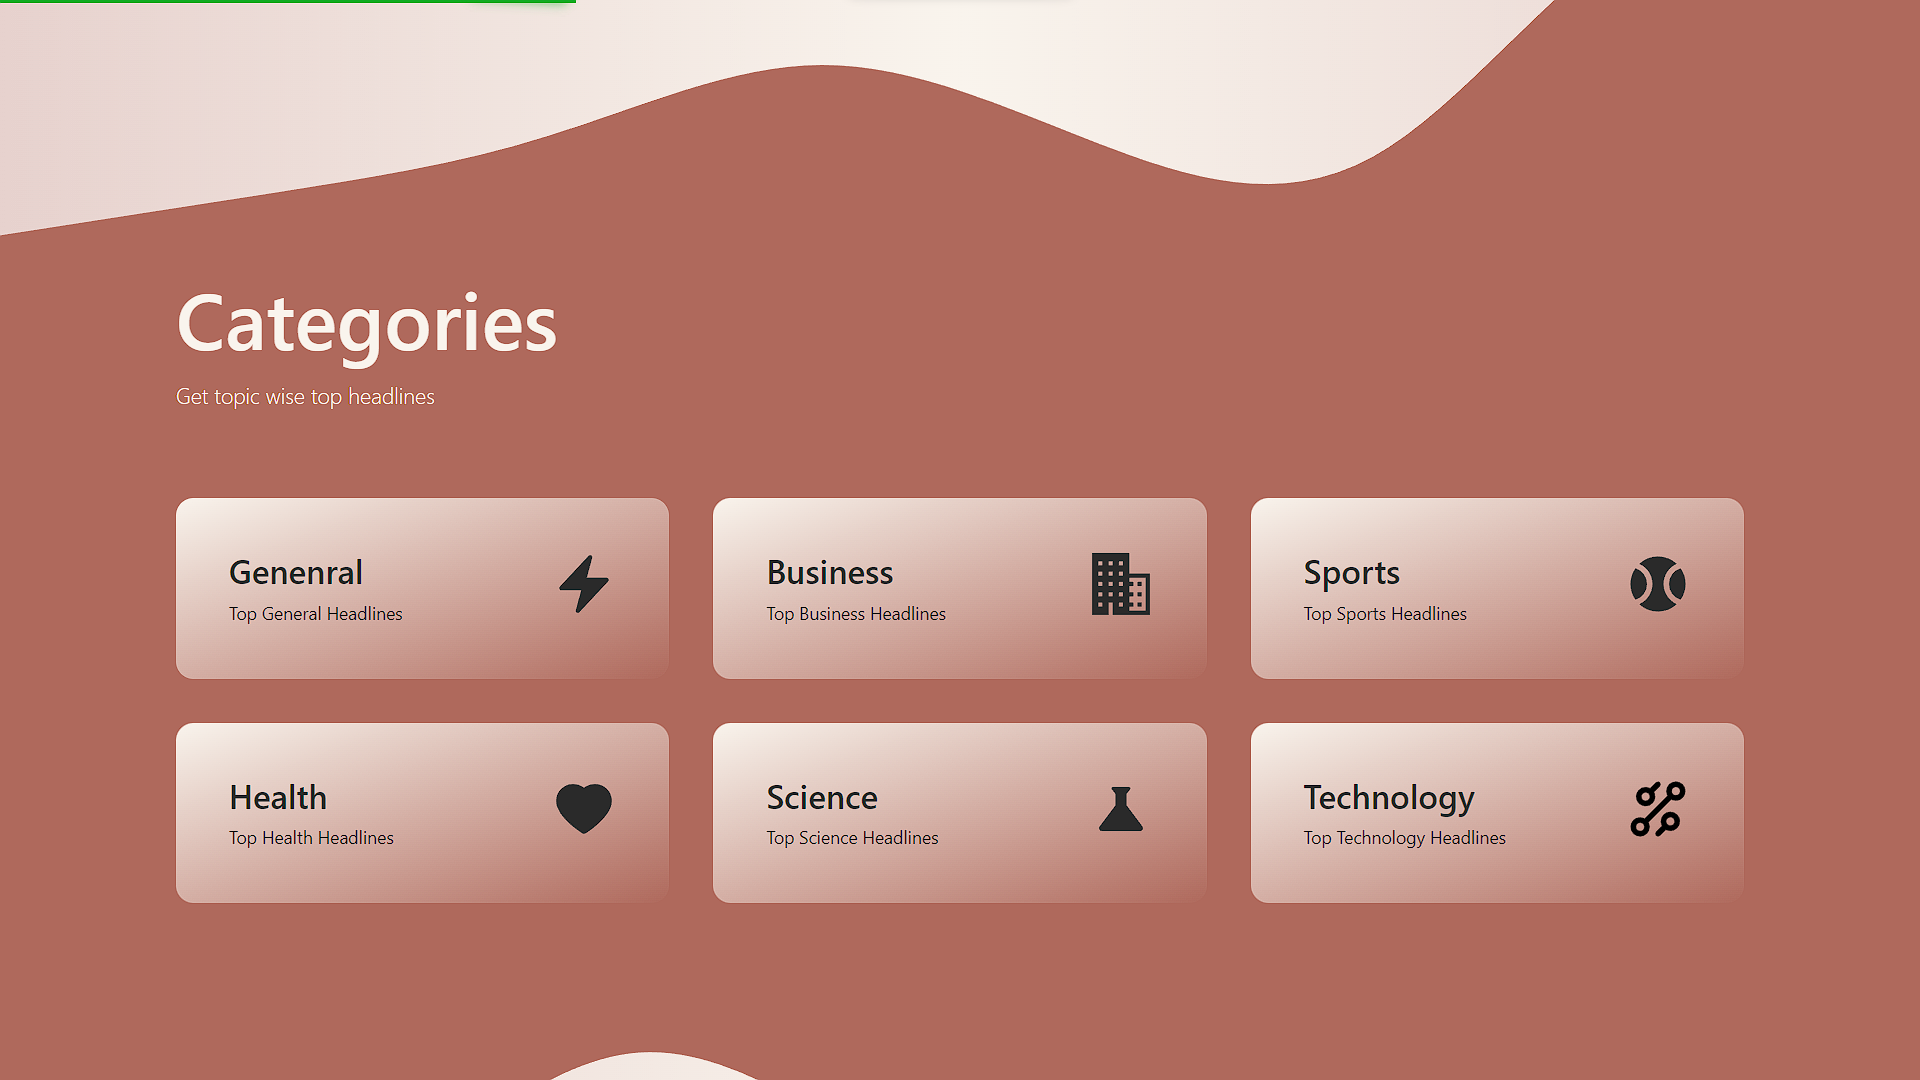 Categories
Get topic wise top headlines
Genenral
Top General Headlines
Business
Top Business Headlines
Sports
Top Sports Headlines
Health
Top Health Headlines
Science
Top Science Headlines
Technology
Top Technology Headlines